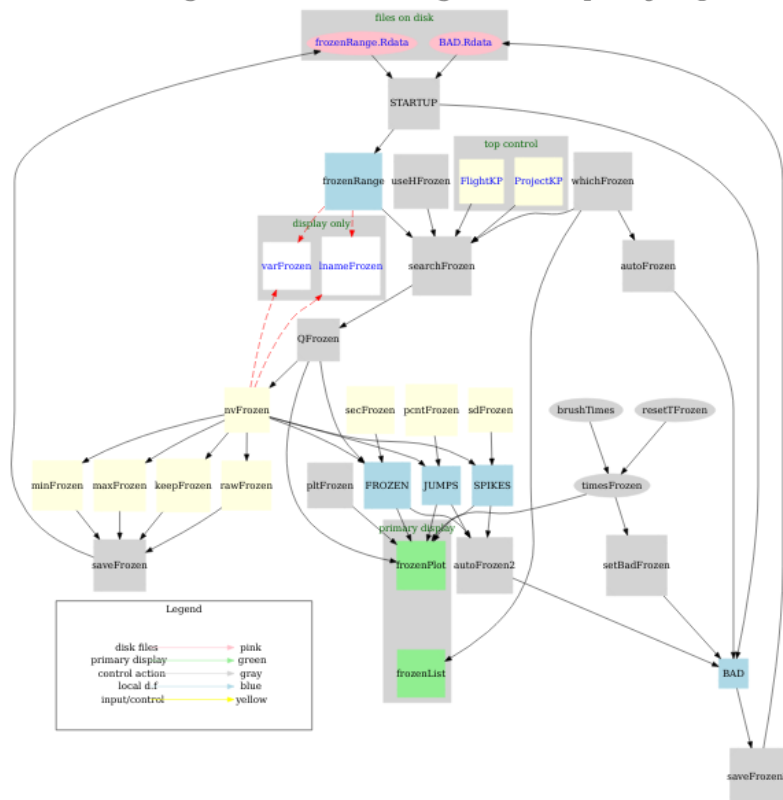 files on disk
frozenRange.Rdata
BAD.Rdata
STARTUP
top control
frozenRange
useHFrozen
FlightKP
ProjectKP
whichFrozen
display only
varFrozen
lnameFrozen
searchFrozen
autoFrozen
QFrozen
nvFrozen
secFrozen
pcntFrozen
sdFrozen
brushTimes
resetTFrozen
minFrozen
maxFrozen
keepFrozen
rawFrozen
pltFrozen
FROZEN
JUMPS
SPIKES
timesFrozen
primary display
saveFrozen
frozenPlot
autoFrozen2
setBadFrozen
Legend
disk files pink
primary display green
control action gray
local d.f blue
input/control yellow
frozenList
BAD
saveFrozen